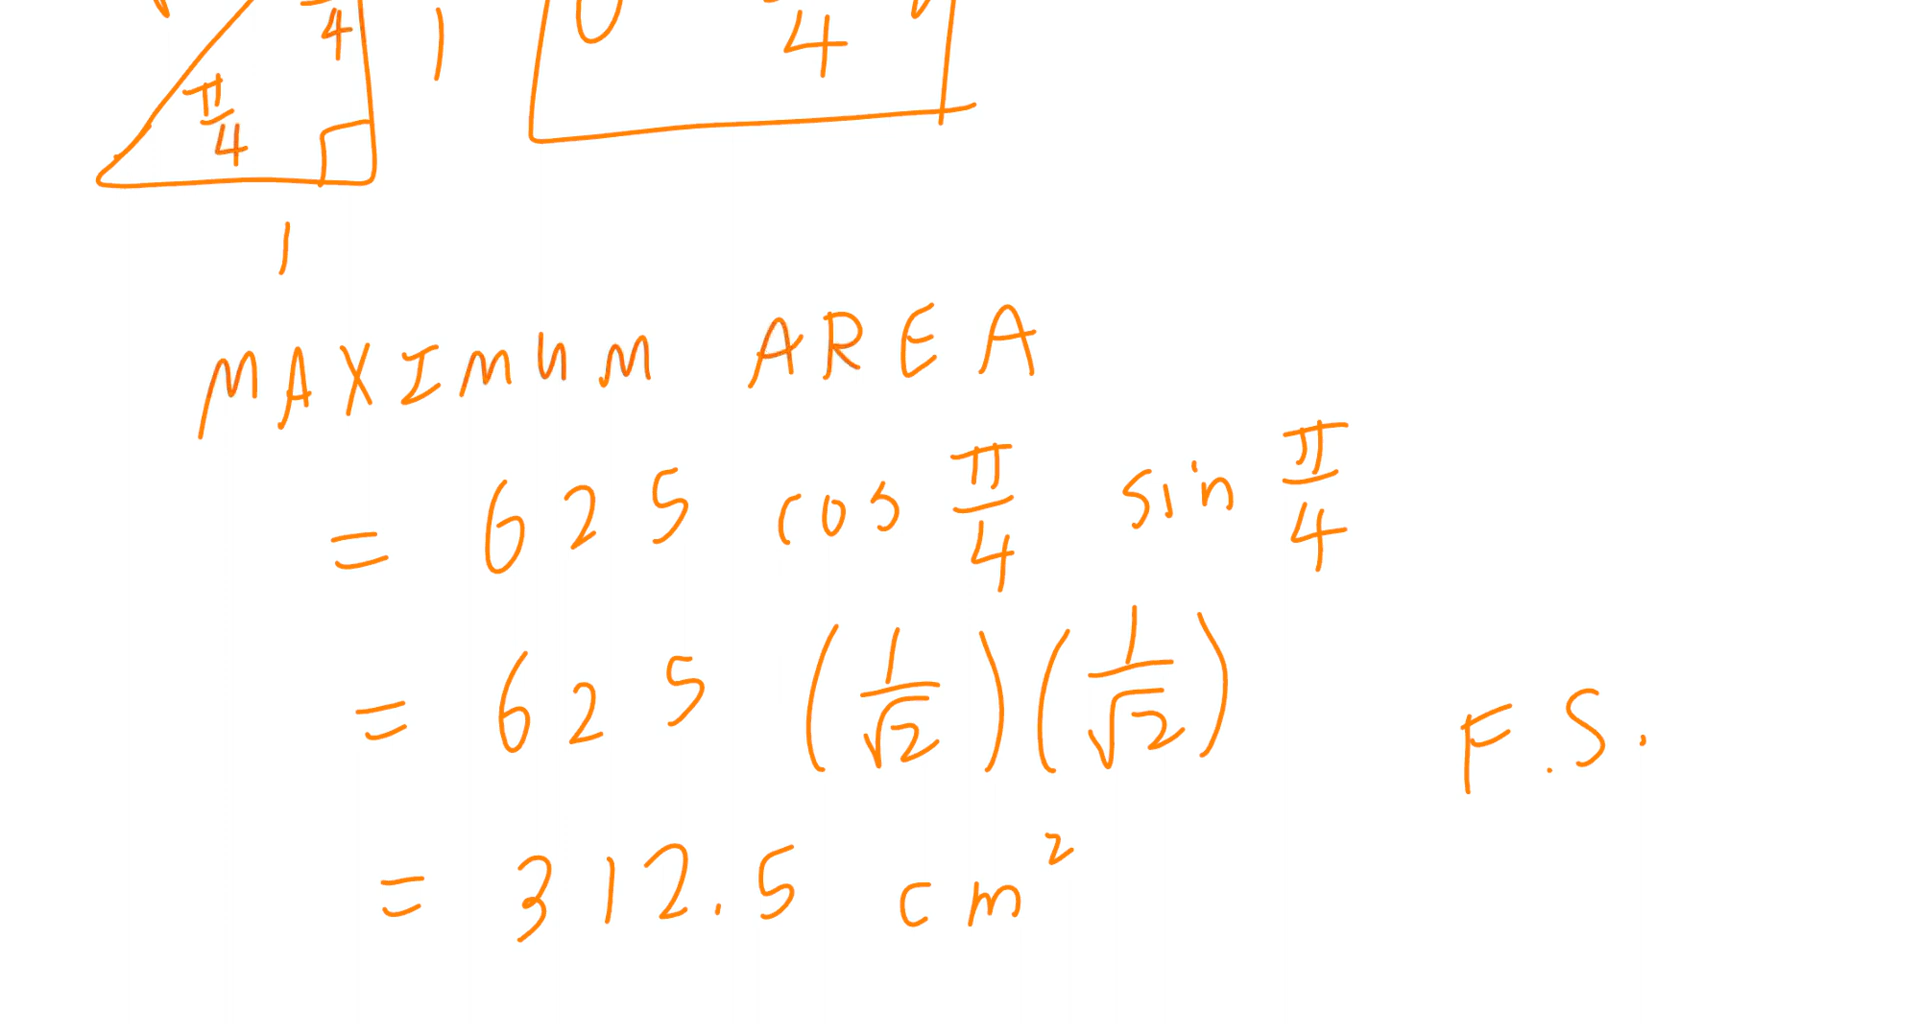 π/4
1
θ = π/4
π/4
1
MAXIMUM AREA
= 625 cos π/4 sin π/4
= 625 (1/√2)(1/√2) F.S.
= 312.5 cm²